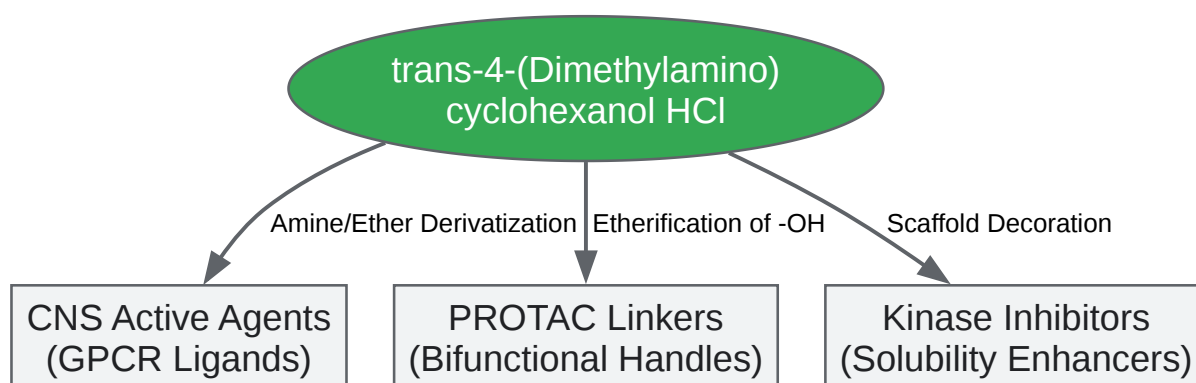 trans-4-(Dimethylamino)
cyclohexanol HCl
Amine/Ether Derivatization
Etherification of -OH
Scaffold Decoration
CNS Active Agents
(GPCR Ligands)
PROTAC Linkers
(Bifunctional Handles)
Kinase Inhibitors
(Solubility Enhancers)